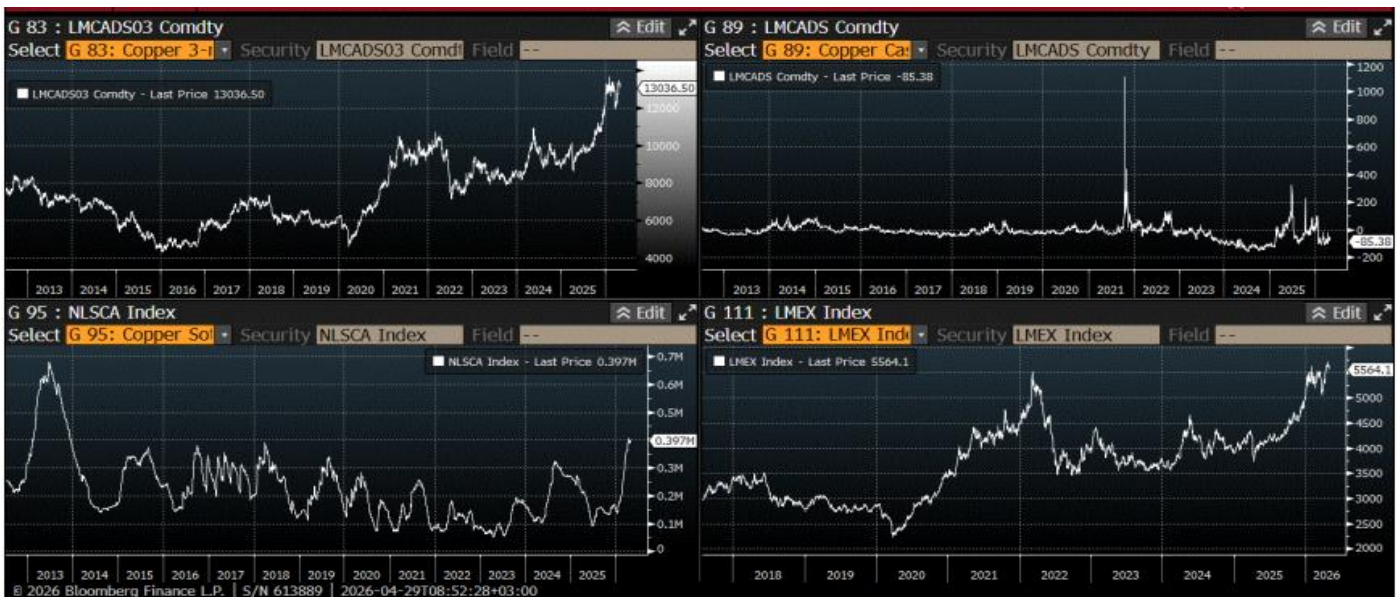 G 83 : LMCADS03 Comdty
Edit
Select G 83: Copper 3-r Security LMCADS03 Comdt Field --
LMCADS03 Comdty - Last Price 13036.50
13036.50
12000
10000
8000
6000
4000
2013 2014 2015 2016 2017 2018 2019 2020 2021 2022 2023 2024 2025
G 89 : LMCADS Comdty
Edit
Select G 89: Copper Ca Security LMCADS Comdty Field --
LMCADS Comdty - Last Price -85.38
1200
1000
800
600
400
200
0
-85.38
-200
2013 2014 2015 2016 2017 2018 2019 2020 2021 2022 2023 2024 2025
G 95 : NLSCA Index
Edit
Select G 95: Copper So Security NLSCA Index Field --
NLSCA Index - Last Price 0.397M
0.7M
0.6M
0.5M
0.397M
0.3M
0.2M
0.1M
0
2013 2014 2015 2016 2017 2018 2019 2020 2021 2022 2023 2024 2025
G 111 : LMEX Index
Edit
Select G 111: LMEX Ind Security LMEX Index Field --
LMEX Index - Last Price 5564.1
5564.1
5000
4500
4000
3500
3000
2500
2000
2018 2019 2020 2021 2022 2023 2024 2025 2026
© 2026 Bloomberg Finance L.P. | S/N 613889 | 2026-04-29T08:52:28+03:00